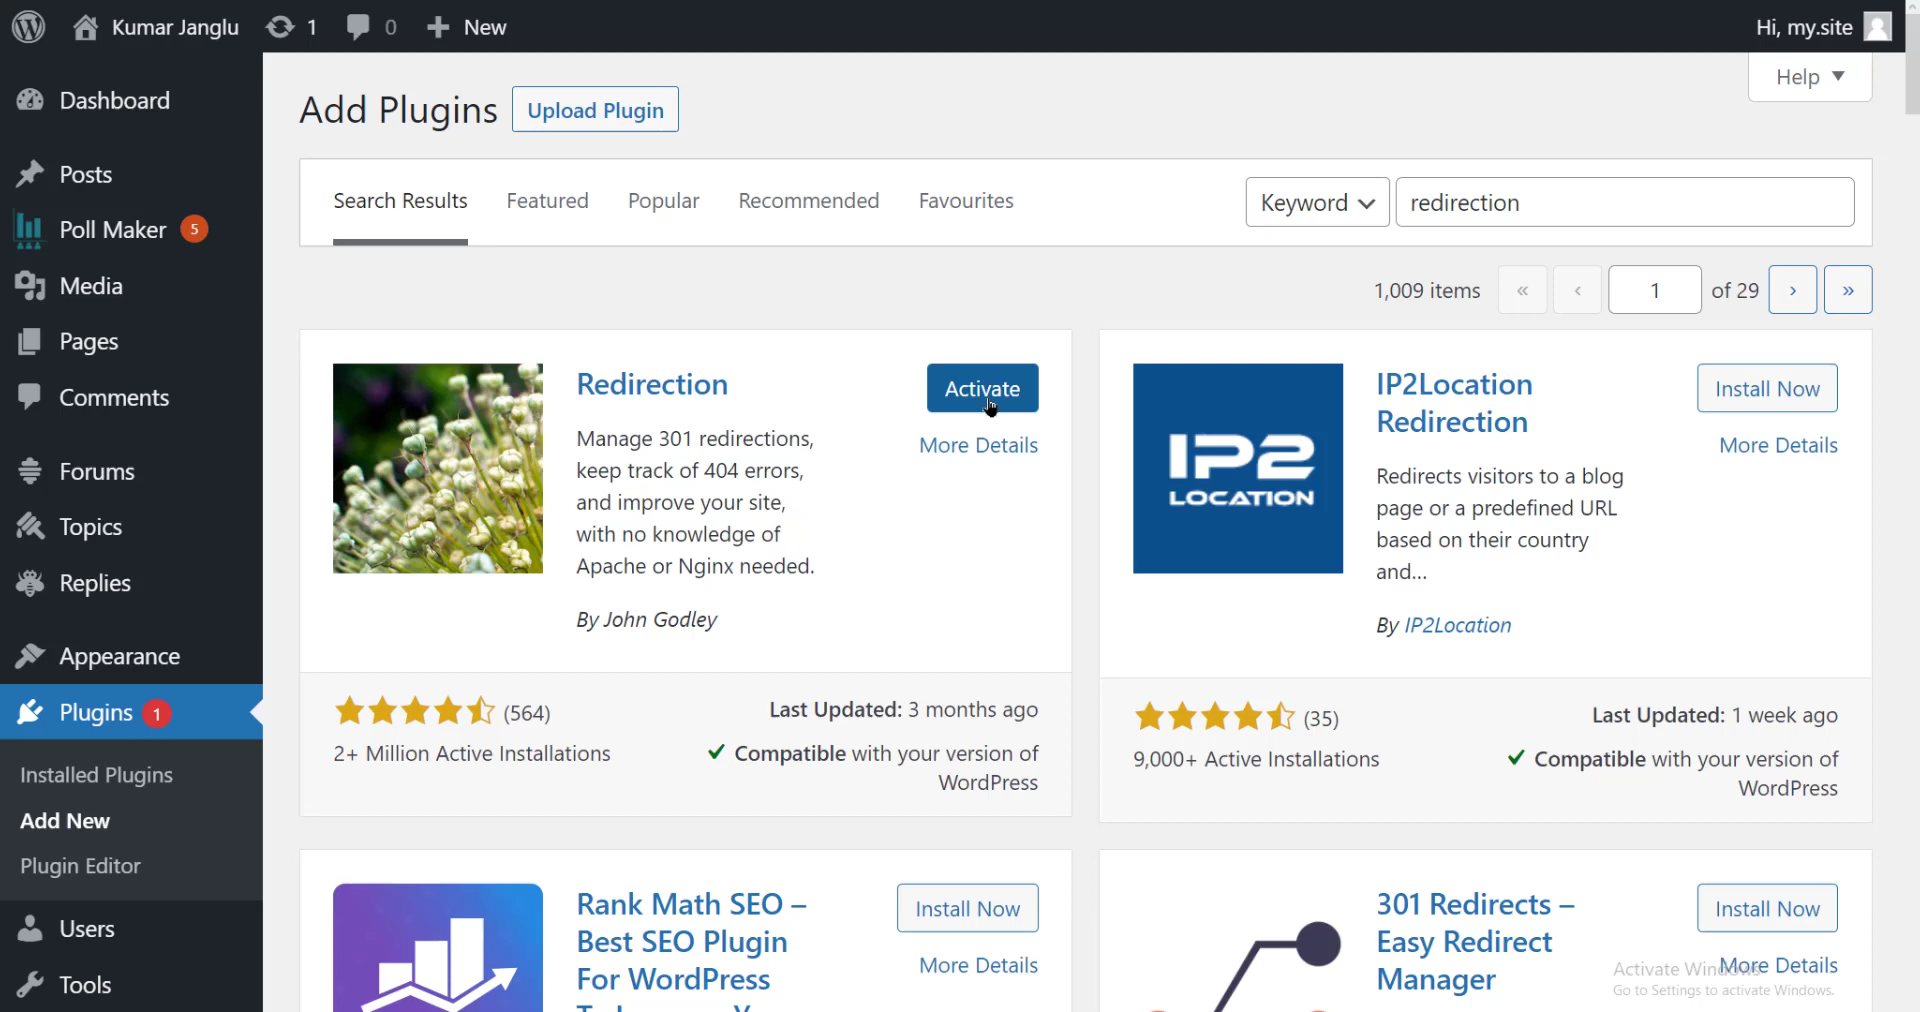 Kumar Janglu 1 0 New Hi, my.site
Help
Dashboard
Posts
Poll Maker 5
Media
Pages
Comments
Forums
Topics
Replies
Appearance
Plugins 1
Installed Plugins
Add New
Plugin Editor
Users
Tools
Add Plugins Upload Plugin
Search Results Featured Popular Recommended Favourites Keyword redirection
1,009 items « ‹ 1 of 29 › »
Redirection
Activate
More Details
Manage 301 redirections,
keep track of 404 errors,
and improve your site,
with no knowledge of
Apache or Nginx needed.
By John Godley
(564)
2+ Million Active Installations
Last Updated: 3 months ago
Compatible with your version of
WordPress
IP2
LOCATION
IP2Location
Redirection
Install Now
More Details
Redirects visitors to a blog
page or a predefined URL
based on their country
and...
By IP2Location
(35)
9,000+ Active Installations
Last Updated: 1 week ago
Compatible with your version of
WordPress
Rank Math SEO –
Best SEO Plugin
For WordPress
Install Now
More Details
301 Redirects –
Easy Redirect
Manager
Install Now
More Details
Activate Windows
Go to Settings to activate Windows.